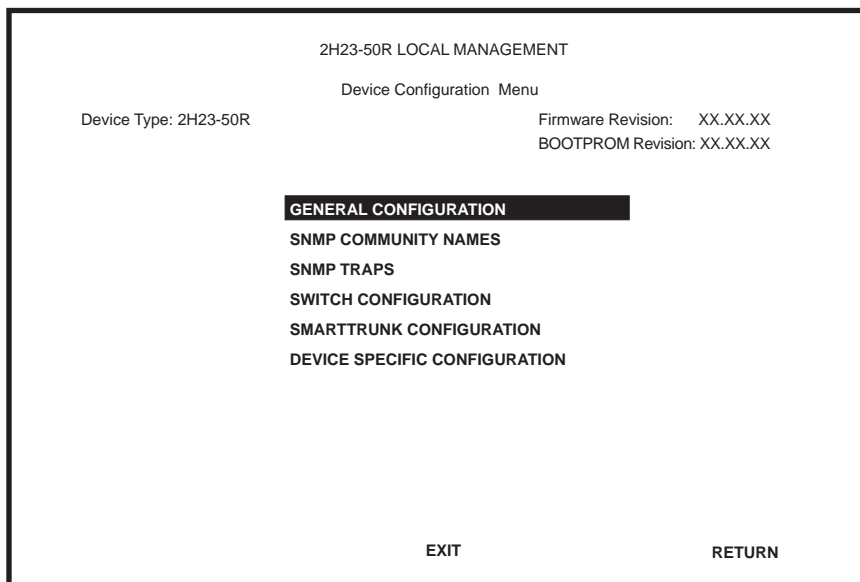 2H23-50R LOCAL MANAGEMENT
Device Configuration Menu
Device Type: 2H23-50R Firmware Revision: XX.XX.XX
BOOTPROM Revision: XX.XX.XX
GENERAL CONFIGURATION
SNMP COMMUNITY NAMES
SNMP TRAPS
SWITCH CONFIGURATION
SMARTTRUNK CONFIGURATION
DEVICE SPECIFIC CONFIGURATION
EXIT RETURN